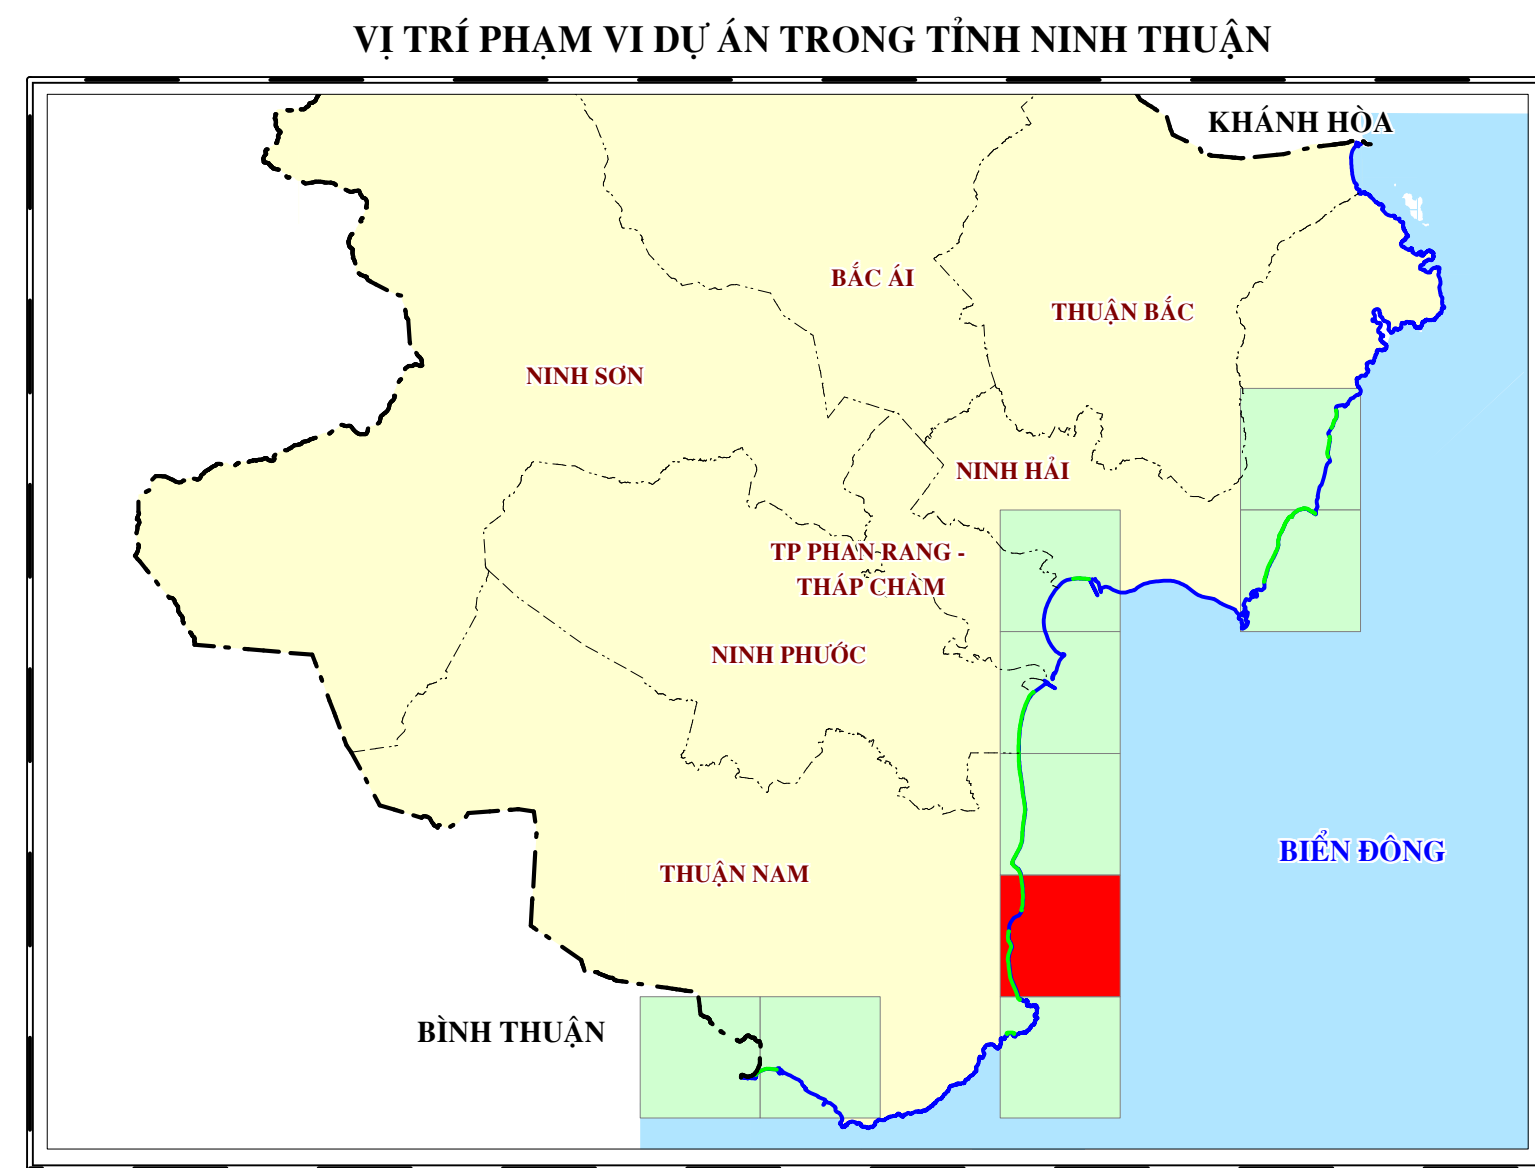 VỊ TRÍ PHẠM VI DỰ ÁN TRONG TỈNH NINH THUẬN
KHÁNH HÒA
BẮC ÁI
THUẬN BẮC
NINH SƠN
NINH HẢI
TP PHAN RANG -
THÁP CHÀM
NINH PHƯỚC
BIỂN ĐÔNG
THUẬN NAM
BÌNH THUẬN